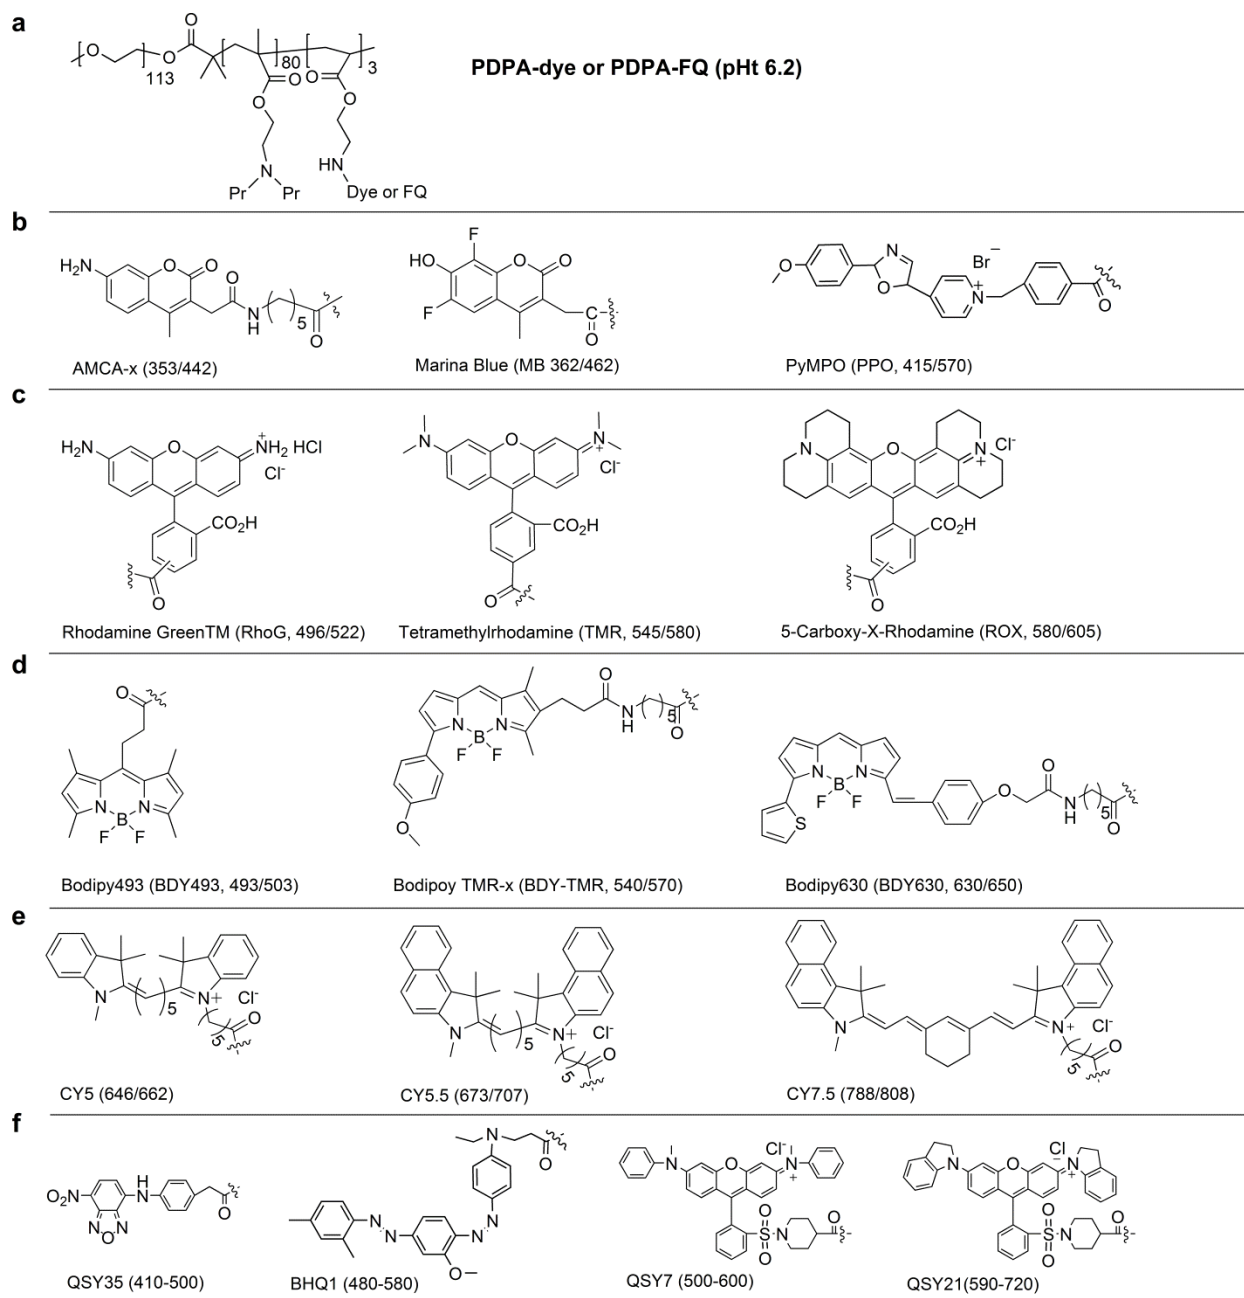 a
O
O
O
113
O
80
3
O
O
O
O
PDPA-dye or PDPA-FQ (pHt 6.2)
N
HN
Pr
Pr
Dye or FQ
b
H2N
O
O
O
N
H
5
O
AMCA-x (353/442)
F
HO
O
O
F
C
O
Marina Blue (MB 362/462)
N
O
O
Br–
N
+
O
PyMPO (PPO, 415/570)
c
H2N
O
+
NH2 HCl
Cl-
CO2H
O
Rhodamine GreenTM (RhoG, 496/522)
N
O
N
+
Cl-
CO2H
O
Tetramethylrhodamine (TMR, 545/580)
N
O
N
+
Cl-
CO2H
O
5-Carboxy-X-Rhodamine (ROX, 580/605)
d
O
N
N
B
F
F
Bodipy493 (BDY493, 493/503)
O
N
H
5
O
N
N
B
F
F
O
Bodipoy TMR-x (BDY-TMR, 540/570)
N
N
B
F
F
S
O
O
N
H
5
O
Bodipy630 (BDY630, 630/650)
e
N
5
N+
Cl-
5
O
CY5 (646/662)
N
5
N+
Cl-
5
O
CY5.5 (673/707)
N
N+
Cl-
5
O
CY7.5 (788/808)
f
O2N
H
N
N
O
N
O
QSY35 (410-500)
N
O
N
N
N
N
O
BHQ1 (480-580)
N
O
N
+
Cl-
O
S
O
N
O
QSY7 (500-600)
N
O
N
+
Cl
–
O
S
O
N
O
QSY21(590-720)